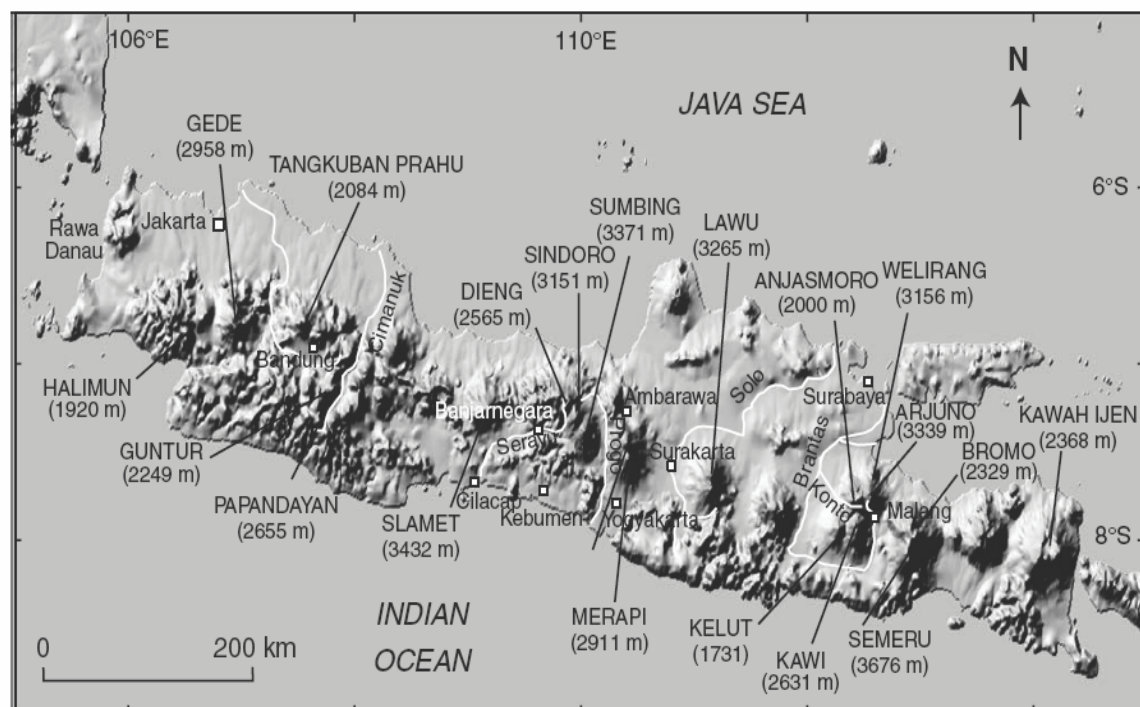 106°E
110°E
N
JAVA SEA
GEDE
(2958 m)
TANGKUBAN PRAHU
(2084 m)
6°S
SUMBING
(3371 m)
LAWU
(3265 m)
Rawa
Danau
Jakarta
SINDORO
(3151 m)
ANJASMORO
(2000 m)
WELIRANG
(3156 m)
DIENG
(2565 m)
Cimanuk
Bandung
HALIMUN
(1920 m)
Solo
Surabaya
Ambarawa
Banjarnegara
Serayu
Progo
ARJUNO
(3339 m)
KAWAH IJEN
(2368 m)
BROMO
(2329 m)
GUNTUR
(2249 m)
Surakarta
Brantas
Konto
PAPANDAYAN
(2655 m)
Cilacap
Kebumen
Yogyakarta
Malang
SLAMET
(3432 m)
8°S
INDIAN
OCEAN
MERAPI
(2911 m)
KELUT
(1731)
KAWI
(2631 m)
SEMERU
(3676 m)
0
200 km